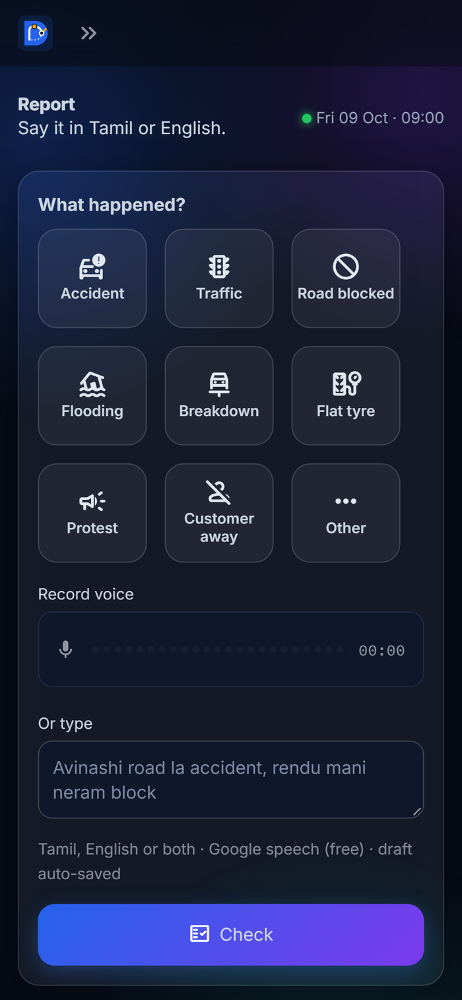 Report
Say it in Tamil or English.
Fri 09 Oct · 09:00
What happened?
Accident
Traffic
Road blocked
Flooding
Breakdown
Flat tyre
Protest
Customer
away
Other
Record voice
00:00
Or type
Avinashi road la accident, rendu mani
neram block
Tamil, English or both · Google speech (free) · draft
auto-saved
Check